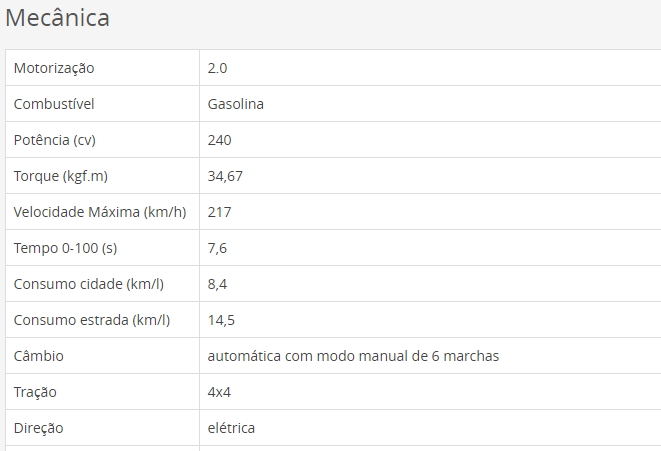 Mecânica
Motorização 2.0
Combustível Gasolina
Potência (cv) 240
Torque (kgf.m) 34,67
Velocidade Máxima (km/h) 217
Tempo 0-100 (s) 7,6
Consumo cidade (km/l) 8,4
Consumo estrada (km/l) 14,5
Câmbio automática com modo manual de 6 marchas
Tração 4x4
Direção elétrica